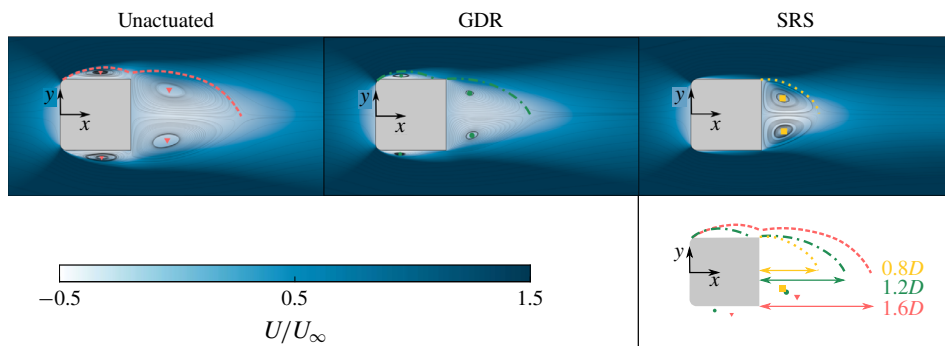 Unactuated GDR SRS
y x y x y x
y x
0.8D
1.2D
1.6D
−0.5 0.5 1.5
U/U∞